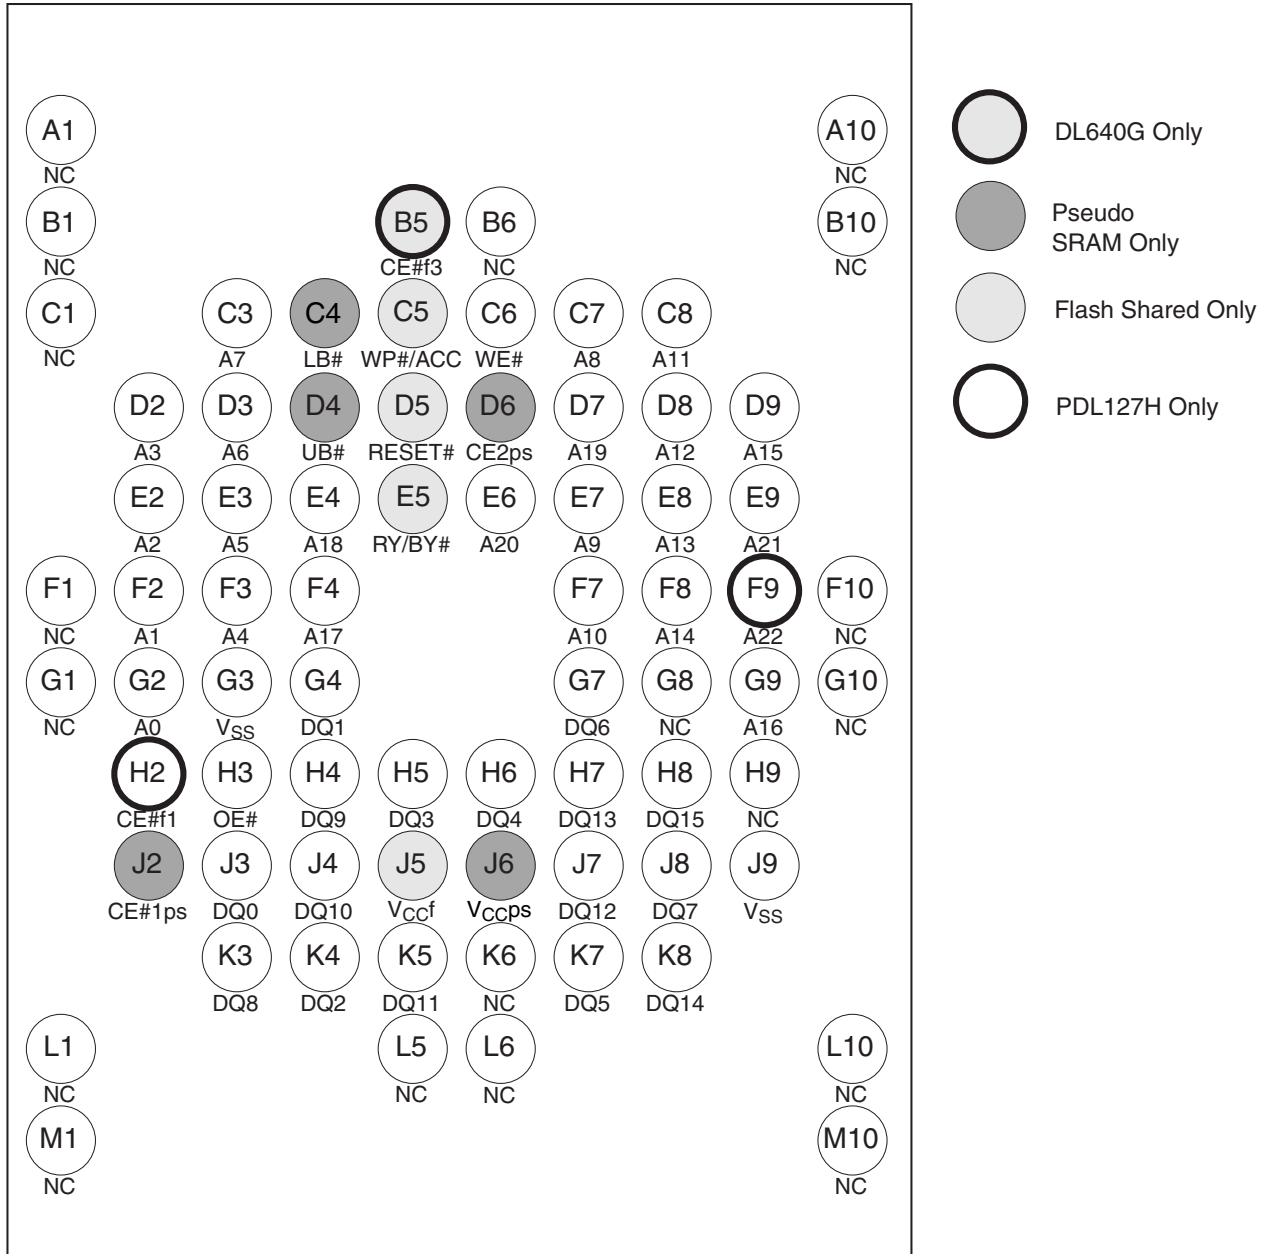 A1 A10
NC NC
B1 B5 B6 B10
NC CE#f3 NC NC
C1 C3 C4 C5 C6 C7 C8
NC A7 LB# WP#/ACC WE# A8 A11
D2 D3 D4 D5 D6 D7 D8 D9
A3 A6 UB# RESET# CE2ps A19 A12 A15
E2 E3 E4 E5 E6 E7 E8 E9
A2 A5 A18 RY/BY# A20 A9 A13 A21
F1 F2 F3 F4 F7 F8 F9 F10
NC A1 A4 A17 A10 A14 A22 NC
G1 G2 G3 G4 G7 G8 G9 G10
NC A0 VSS DQ1 DQ6 NC A16 NC
H2 H3 H4 H5 H6 H7 H8 H9
CE#f1 OE# DQ9 DQ3 DQ4 DQ13 DQ15 NC
J2 J3 J4 J5 J6 J7 J8 J9
CE#1ps DQ0 DQ10 VCCf VCCps DQ12 DQ7 VSS
K3 K4 K5 K6 K7 K8
DQ8 DQ2 DQ11 NC DQ5 DQ14
L1 L5 L6 L10
NC NC NC NC
M1 M10
NC NC
DL640G Only
Pseudo
SRAM Only
Flash Shared Only
PDL127H Only